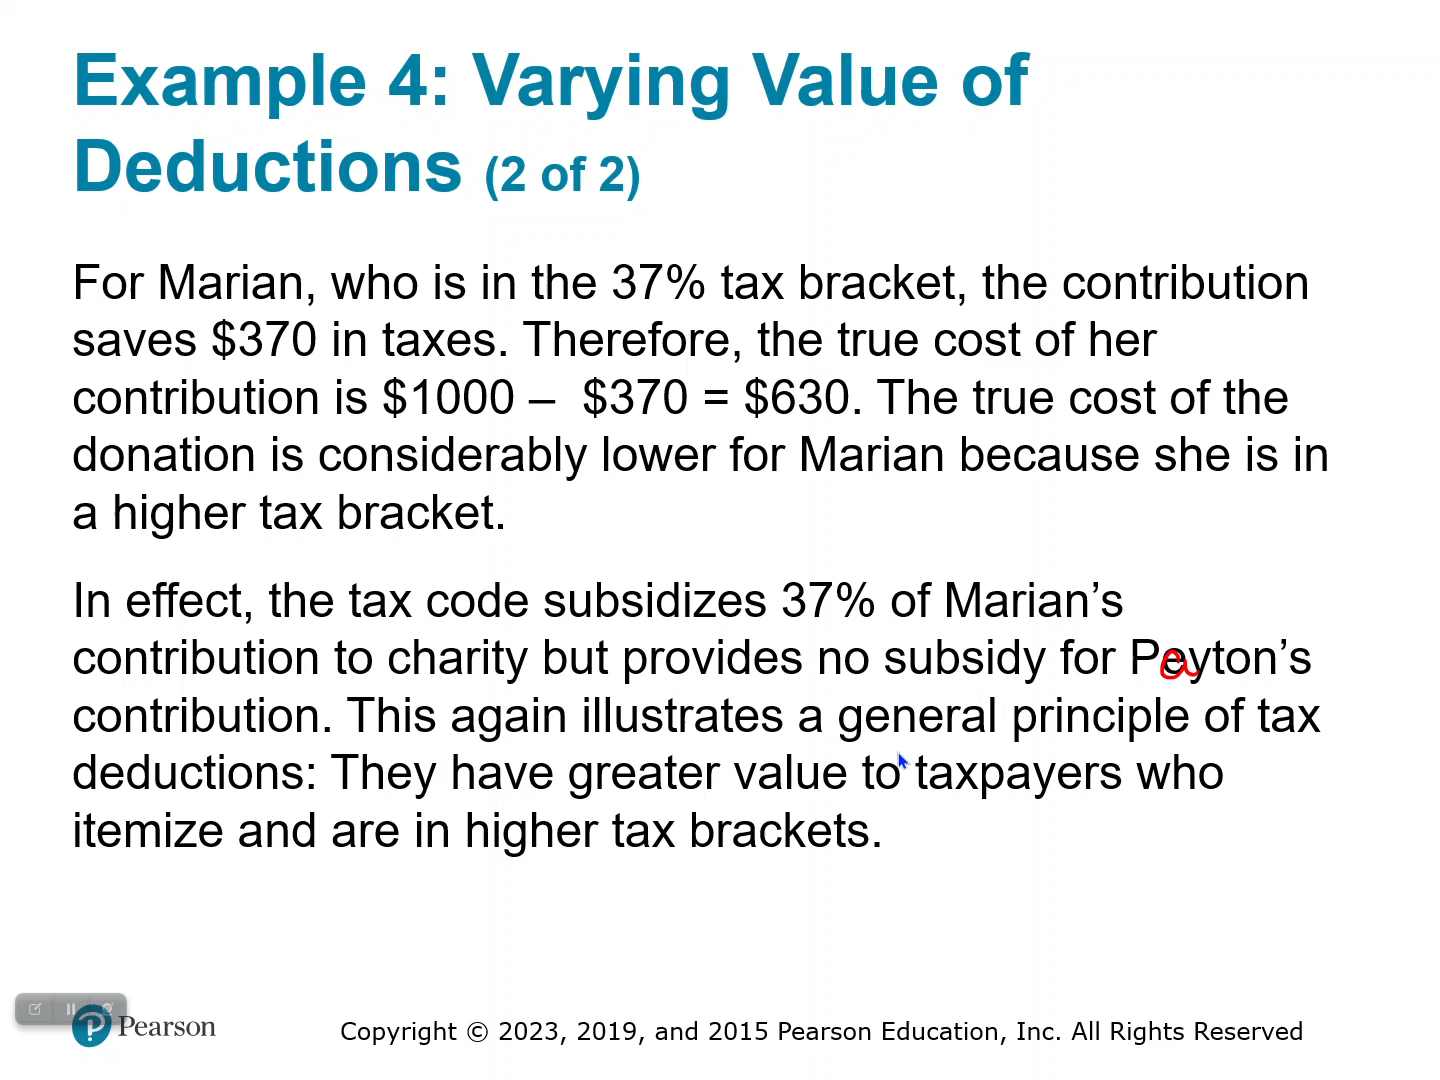 Example 4: Varying Value of
Deductions (2 of 2)
For Marian, who is in the 37% tax bracket, the contribution
saves $370 in taxes. Therefore, the true cost of her
contribution is $1000 – $370 = $630. The true cost of the
donation is considerably lower for Marian because she is in
a higher tax bracket.
In effect, the tax code subsidizes 37% of Marian’s
contribution to charity but provides no subsidy for Payton’s
contribution. This again illustrates a general principle of tax
deductions: They have greater value to taxpayers who
itemize and are in higher tax brackets.
Pearson
Copyright © 2023, 2019, and 2015 Pearson Education, Inc. All Rights Reserved